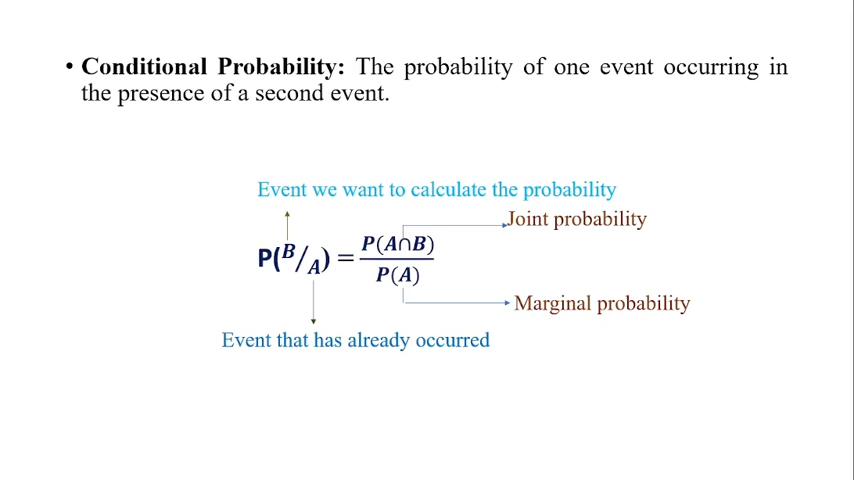 • Conditional Probability: The probability of one event occurring in
the presence of a second event.
Event we want to calculate the probability
Joint probability
P(B/A) = P(A∩B)
P(A)
Marginal probability
Event that has already occurred